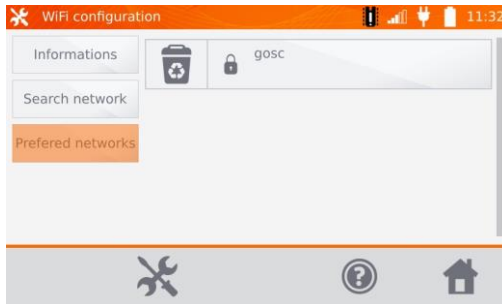 WiFi configuration 11:32
Informations
gosc
Search network
Prefered networks